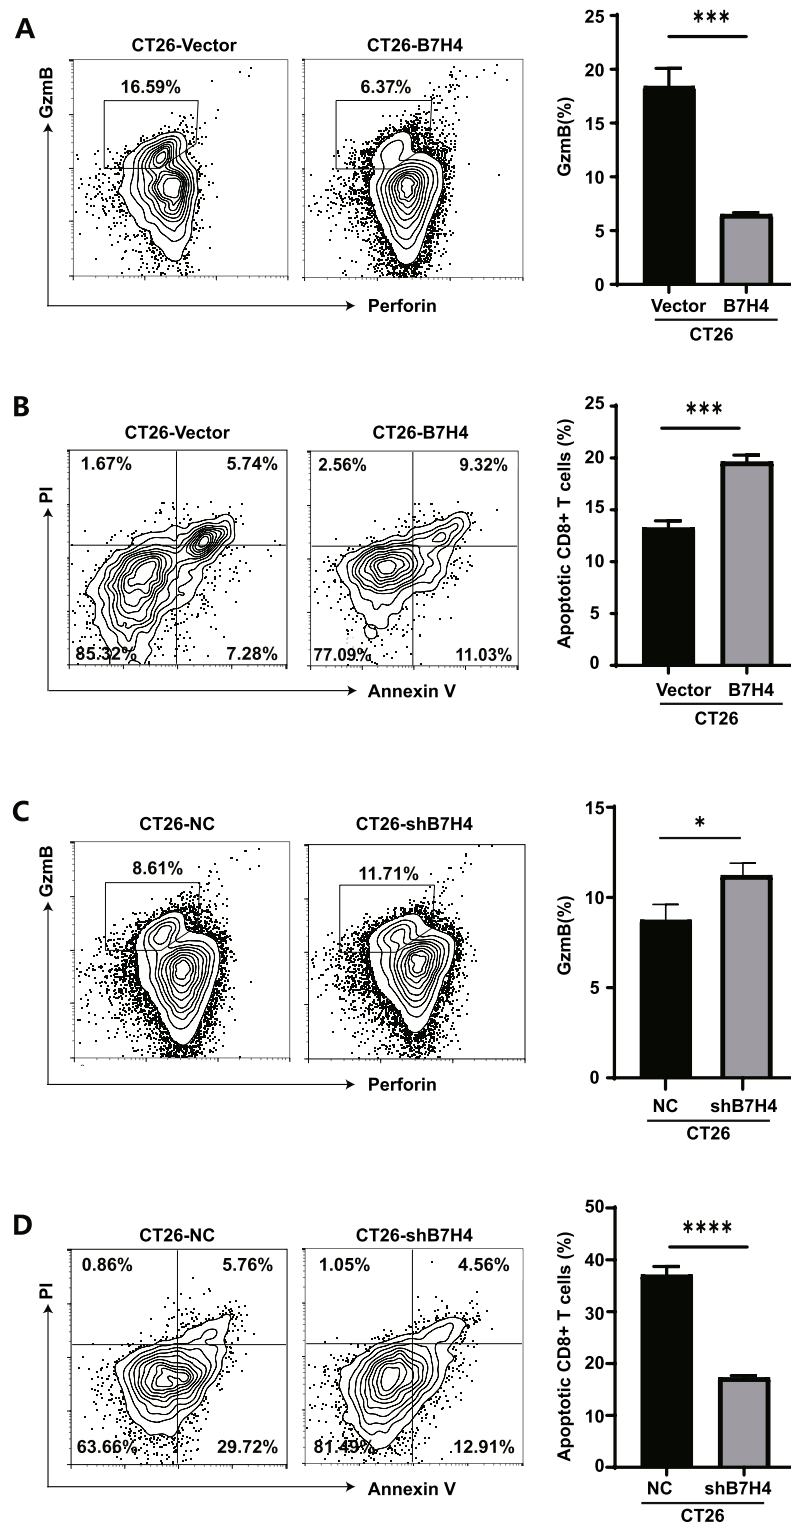 A
CT26-Vector
CT26-B7H4
GzmB
16.59%
6.37%
Perforin
GzmB(%)
25
20
15
10
5
0
***
Vector B7H4
CT26
B
CT26-Vector
CT26-B7H4
PI
1.67%
5.74%
85.32%
7.28%
2.56%
9.32%
77.09%
11.03%
Annexin V
Apoptotic CD8+ T cells (%)
25
20
15
10
5
0
***
Vector B7H4
CT26
C
CT26-NC
CT26-shB7H4
GzmB
8.61%
11.71%
Perforin
GzmB(%)
15
10
5
0
*
NC shB7H4
CT26
D
CT26-NC
CT26-shB7H4
PI
0.86%
5.76%
63.66%
29.72%
1.05%
4.56%
81.49%
12.91%
Annexin V
Apoptotic CD8+ T cells (%)
50
40
30
20
10
0
****
NC shB7H4
CT26